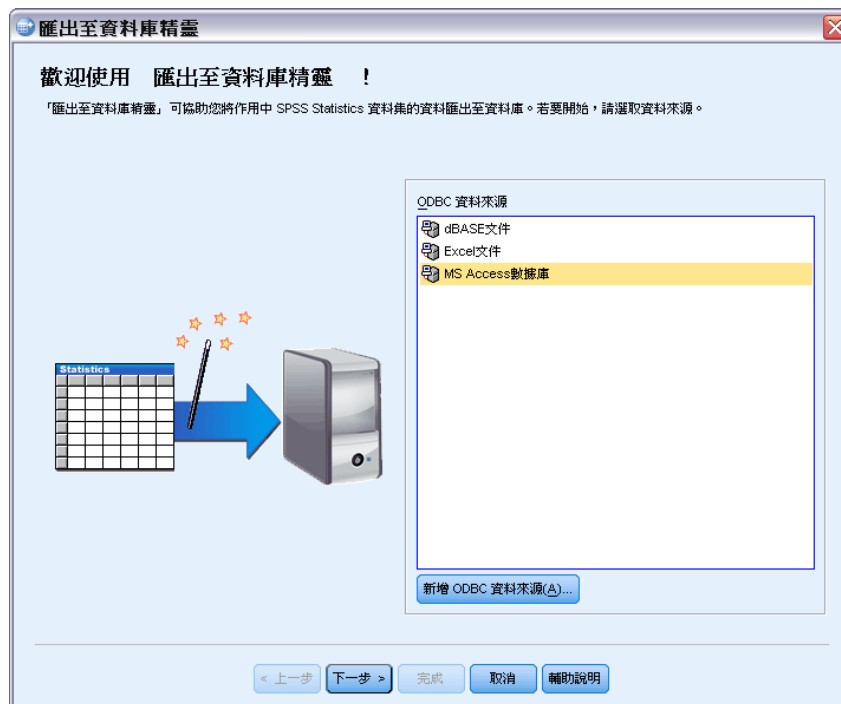 匯出至資料庫精靈
歡迎使用 匯出至資料庫精靈 !
「匯出至資料庫精靈」可協助您將作用中 SPSS Statistics 資料集的資料匯出至資料庫。若要開始，請選取資料來源。
ODBC 資料來源
dBASE文件
Excel文件
MS Access數據庫
Statistics
新增 ODBC 資料來源(A)...
< 上一步 下一步 > 完成 取消 輔助說明